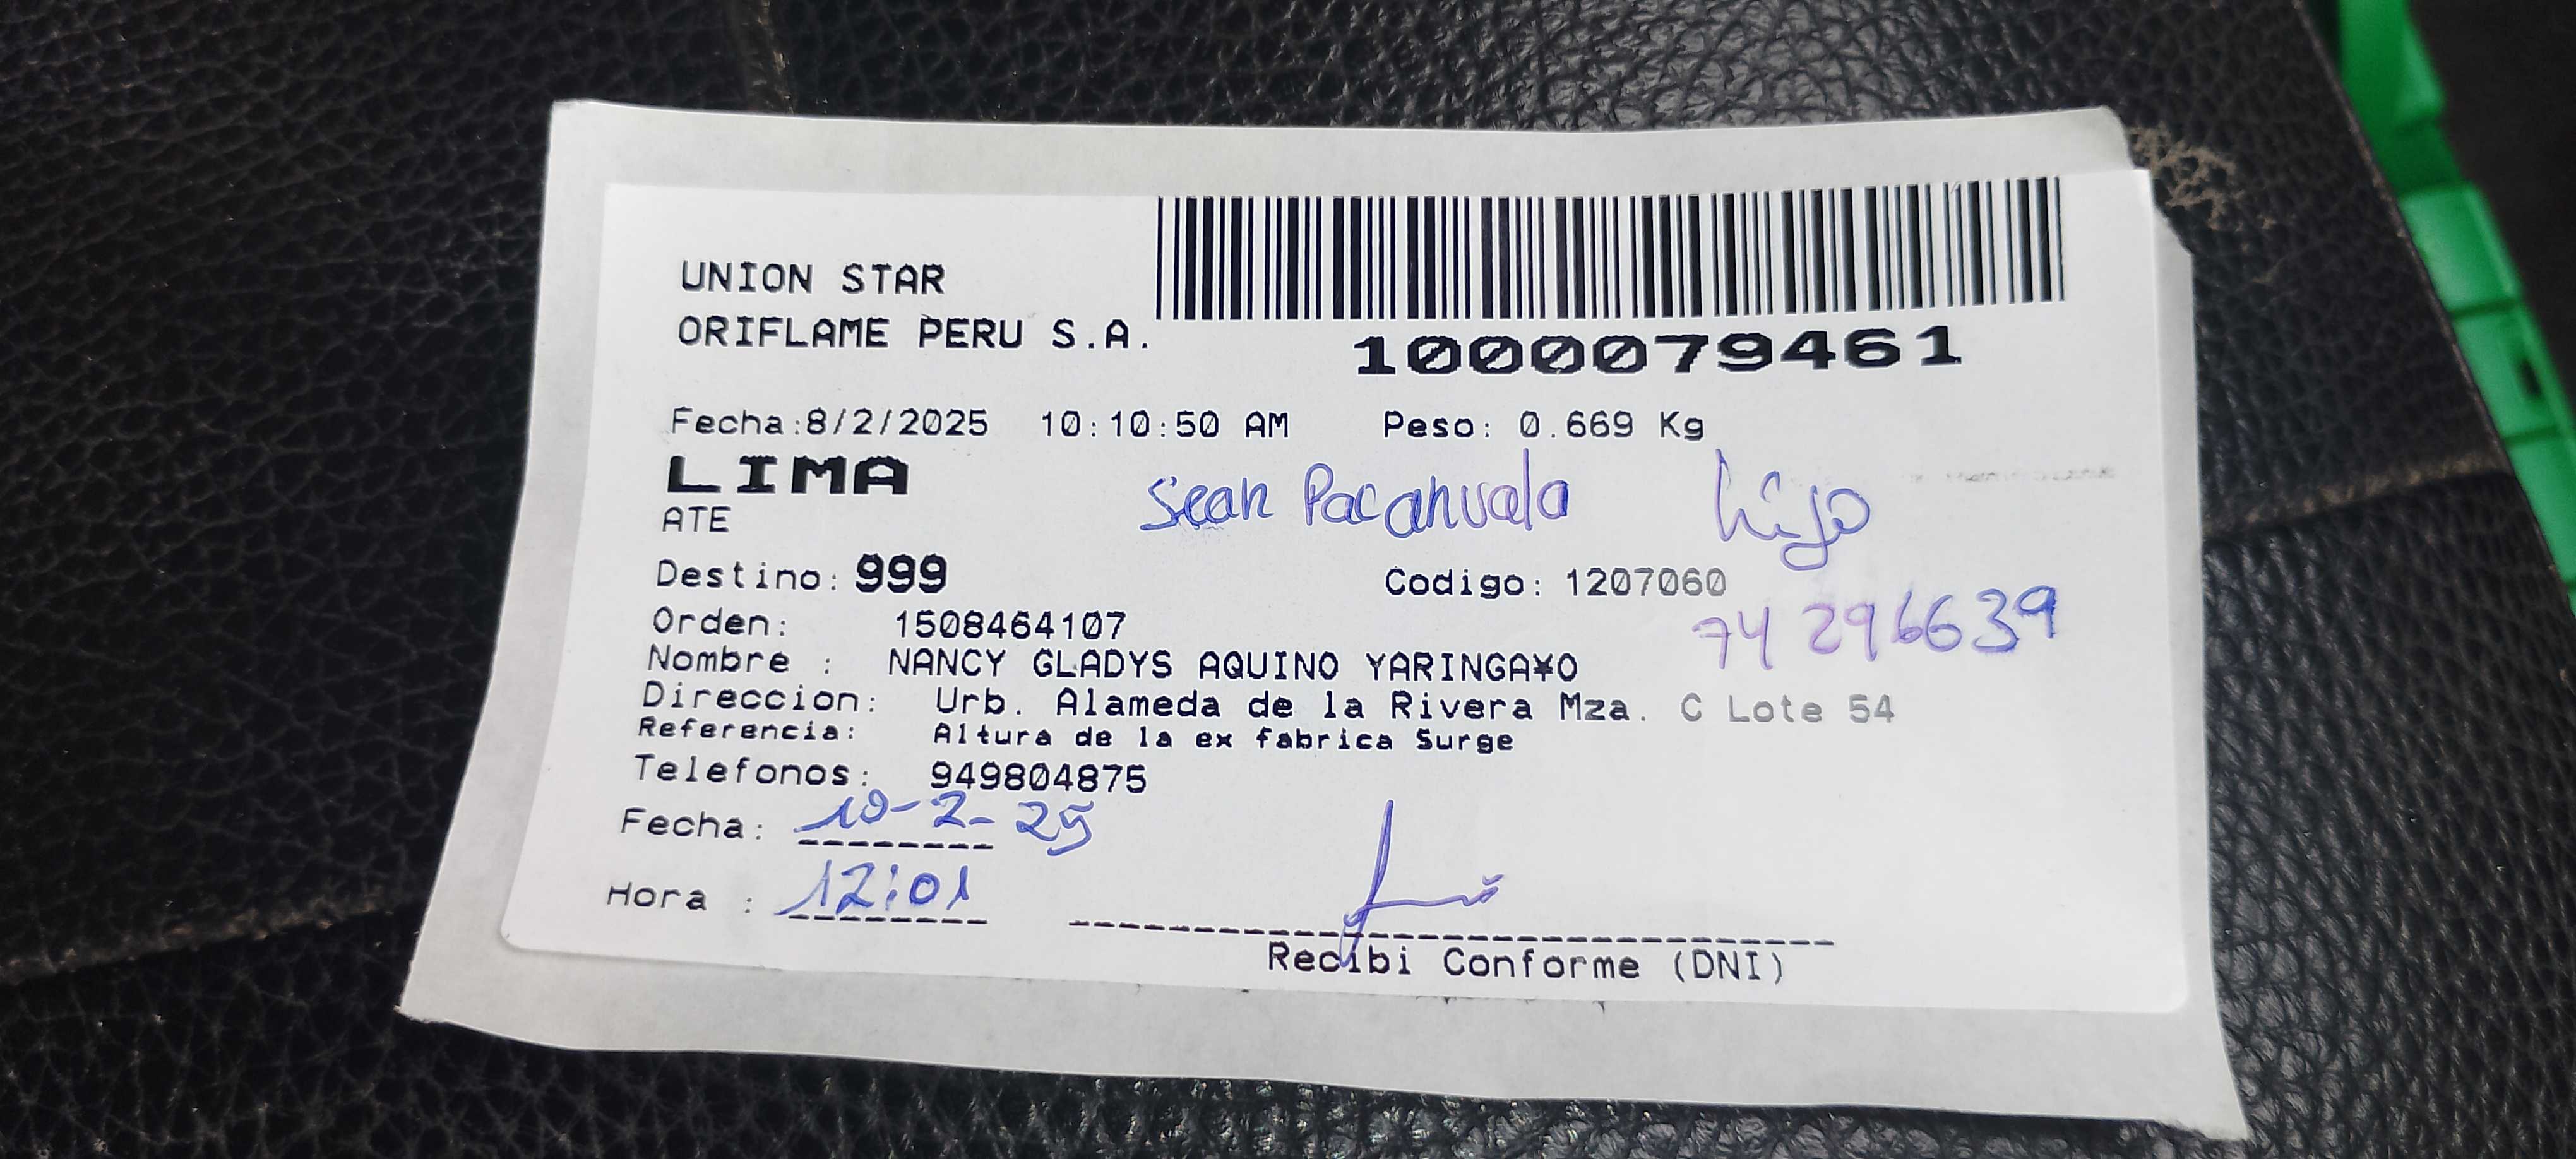 UNION STAR
ORIFLAME PERU S.A.
1000079461
Fecha:8/2/2025 10:10:50 AM Peso: 0.669 Kg
LIMA
ATE
Sean Pacahuala hijo
Destino: 999 Codigo: 1207060
74296639
Orden: 1508464107
Nombre : NANCY GLADYS AQUINO YARINGA¥O
Direccion: Urb. Alameda de la Rivera Mza. C Lote 54
Referencia: Altura de la ex fabrica Surge
Telefonos: 949804875
Fecha: 10-2-25
Hora : 12:01
Recibi Conforme (DNI)